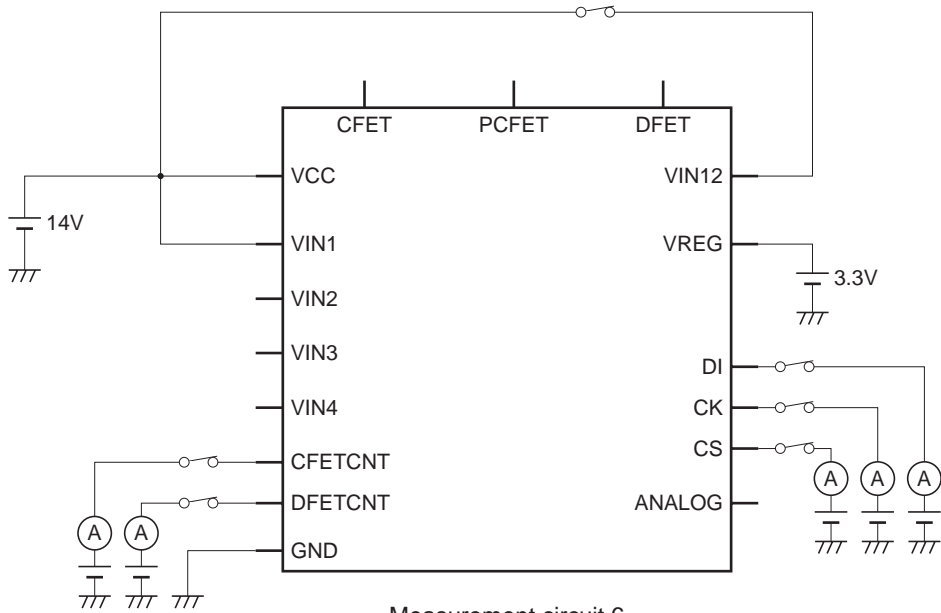 CFET PCFET DFET
VCC VIN12
14V
VIN1 VREG
3.3V
VIN2
VIN3
DI
VIN4 CK
CFETCNT CS
A
A
A
DFETCNT ANALOG
A
A
GND
Measurement circuit 6